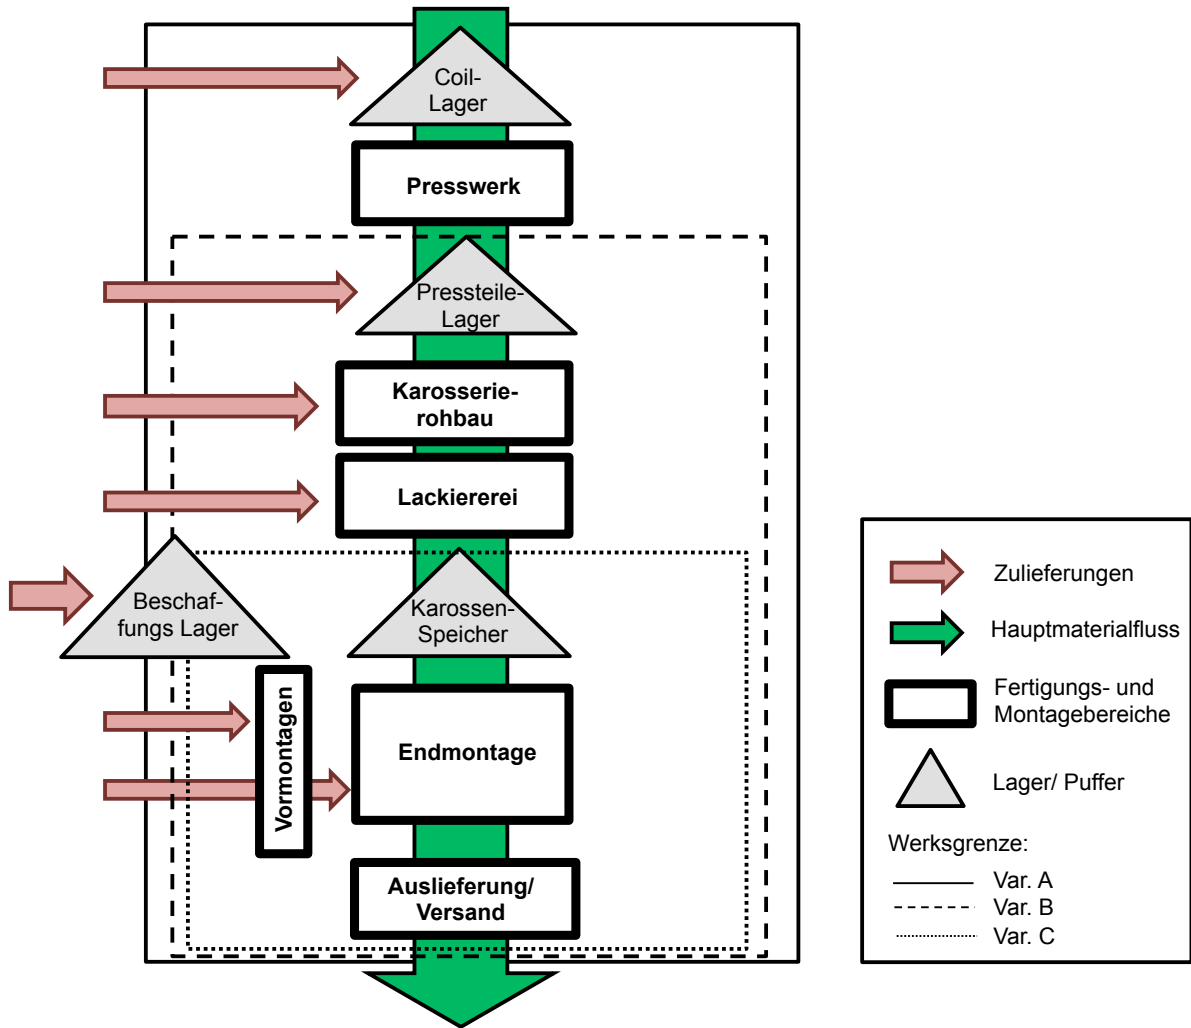 Coil-
Lager
Presswerk
Pressteile-
Lager
Karosserie-
rohbau
Lackiererei
Beschaf-
fungs Lager
Karossen-
Speicher
Vormontagen
Endmontage
Auslieferung/
Versand
Zulieferungen
Hauptmaterialfluss
Fertigungs- und
Montagebereiche
Lager/ Puffer
Werksgrenze:
Var. A
Var. B
Var. C